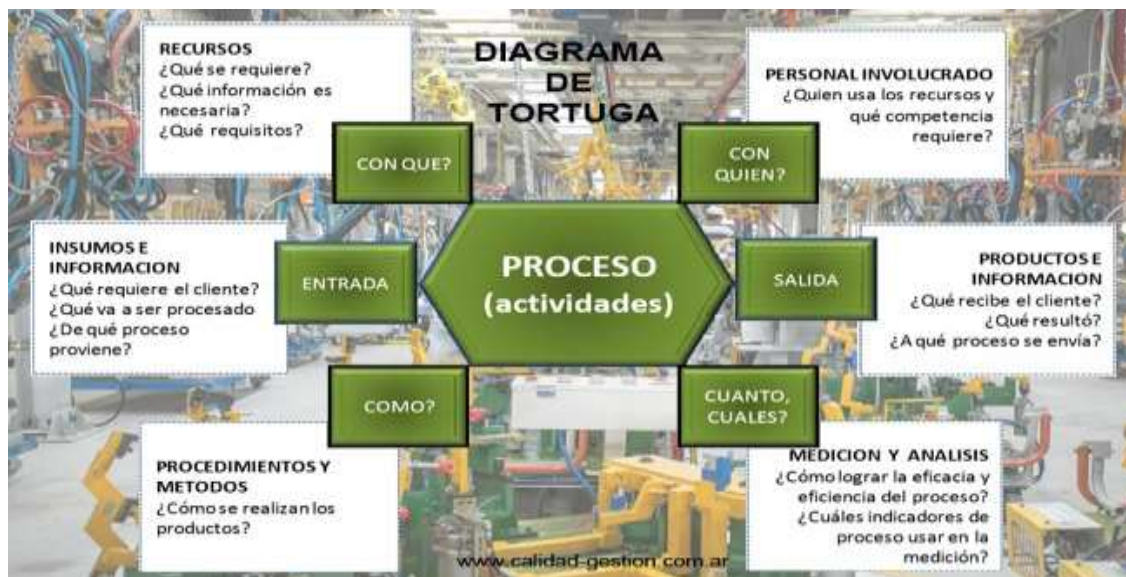 DIAGRAMA
DE
TORTUGA
RECURSOS
¿Qué se requiere?
¿Qué información es
necesaria?
¿Qué requisitos?
CON QUE?
PERSONAL INVOLUCRADO
¿Quien usa los recursos y
qué competencia
requiere?
CON
QUIEN?
INSUMOS E
INFORMACION
¿Qué requiere el cliente?
¿Qué va a ser procesado
¿De qué proceso
proviene?
ENTRADA
PROCESO
(actividades)
SALIDA
PRODUCTOS E
INFORMACION
¿Qué recibe el cliente?
¿Qué resultó?
¿A qué proceso se envía?
COMO?
PROCEDIMIENTOS Y
METODOS
¿Cómo se realizan los
productos?
CUANTO,
CUALES?
MEDICION Y ANALISIS
¿Cómo lograr la eficacia y
eficiencia del proceso?
¿Cuáles indicadores de
proceso usar en la
medición?
www.calidad-gestion.com.ar